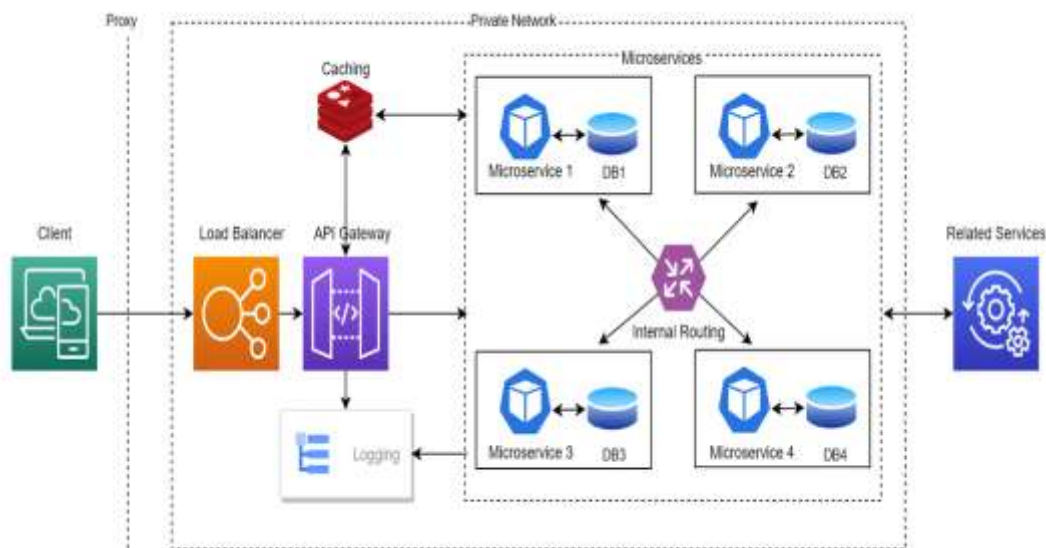 Proxy
Private Network
Microservices
Caching
Microservice 1
DB1
Microservice 2
DB2
Client
Load Balancer
API Gateway
Related Services
Internal Routing
Logging
Microservice 3
DB3
Microservice 4
DB4